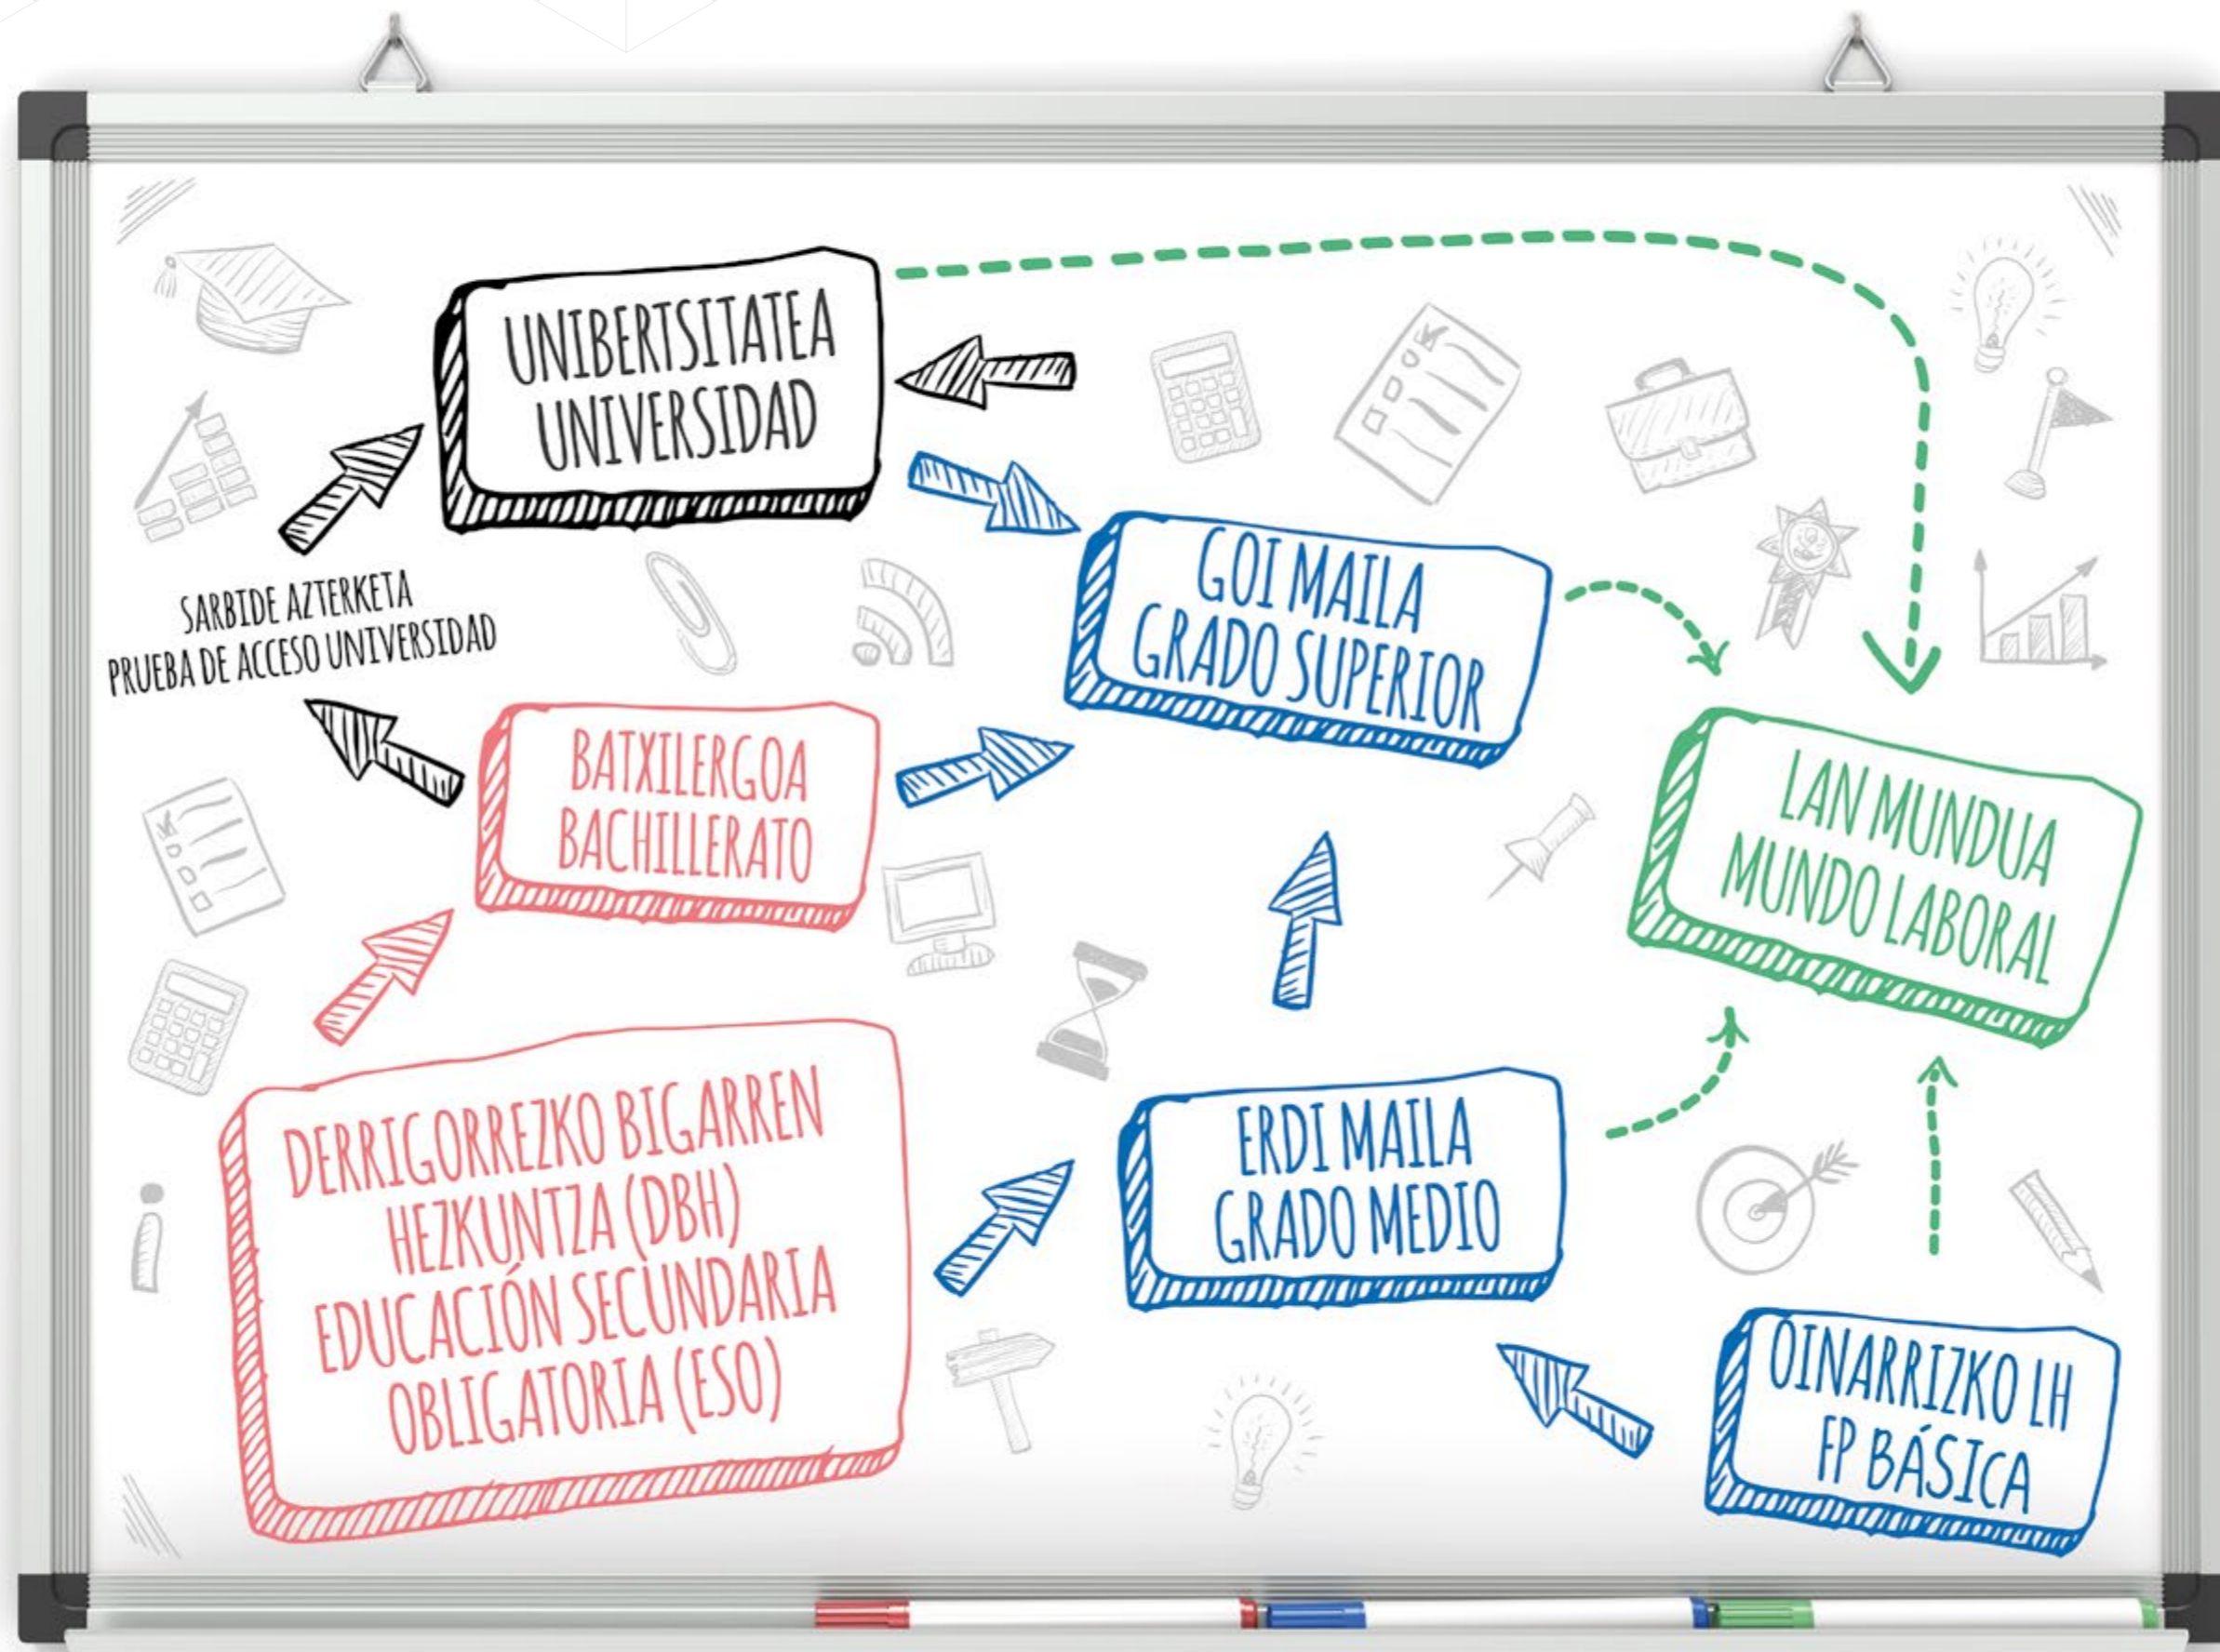 UNIBERTSITATEA
UNIVERSIDAD
GOI MAILA
GRADO SUPERIOR
SARBIDE AZTERKETA
PRUEBA DE ACCESO UNIVERSIDAD
BATXILERGOA
BACHILLERATO
LAN MUNDUA
MUNDO LABORAL
DERRIGORREZKO BIGARREN
HEZKUNTZA (DBH)
EDUCACIÓN SECUNDARIA
OBLIGATORIA (ESO)
ERDI MAILA
GRADO MEDIO
OINARRIZKO LH
FP BÁSICA